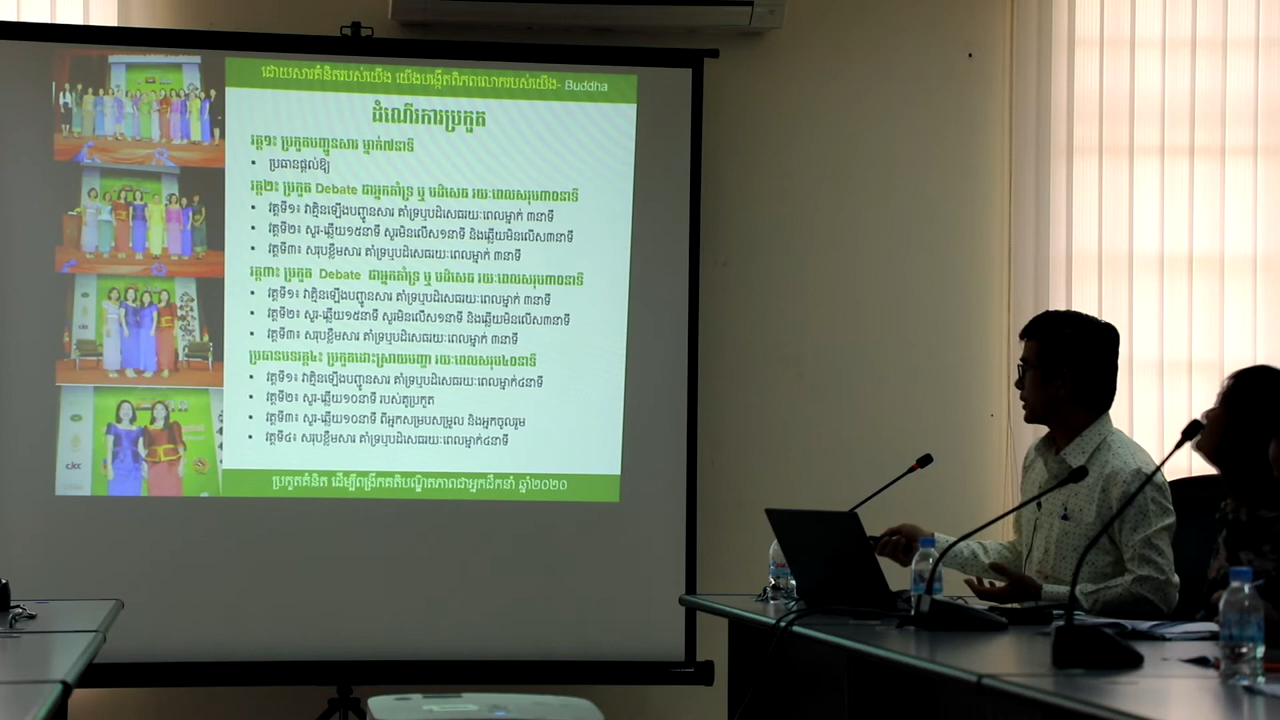 ដោយសារគំនិតរបស់យើង យើងបង្កើតពិភពលោករបស់យើង- Buddha
ដំណើរការប្រកួត
វគ្គ១៖ ប្រកួតបញ្ជូនសារ ម្នាក់៧នាទី
• ប្រធានផ្តល់ឱ្យ
វគ្គ២៖ ប្រកួត Debate ជាអ្នកគាំទ្រ ឬ បដិសេធ រយៈពេលសរុប៣០នាទី
• វគ្គទី១៖ វាគ្មិនឡើងបញ្ជូនសារ គាំទ្រឬបដិសេធរយៈពេលម្នាក់ ៣នាទី
• វគ្គទី២៖ សួរ-ឆ្លើយ១៥នាទី សួរមិនលើស១នាទី និងឆ្លើយមិនលើស៣នាទី
• វគ្គទី៣៖ សរុបខ្លឹមសារ គាំទ្រឬបដិសេធរយៈពេលម្នាក់ ៣នាទី
វគ្គ៣៖ ប្រកួត Debate ជាអ្នកគាំទ្រ ឬ បដិសេធ រយៈពេលសរុប៣០នាទី
• វគ្គទី១៖ វាគ្មិនឡើងបញ្ជូនសារ គាំទ្រឬបដិសេធរយៈពេលម្នាក់ ៣នាទី
• វគ្គទី២៖ សួរ-ឆ្លើយ១៥នាទី សួរមិនលើស១នាទី និងឆ្លើយមិនលើស៣នាទី
• វគ្គទី៣៖ សរុបខ្លឹមសារ គាំទ្រឬបដិសេធរយៈពេលម្នាក់ ៣នាទី
ប្រធានបទវគ្គ៤៖ ប្រកួតដោះស្រាយបញ្ហា រយៈពេលសរុប៤០នាទី
• វគ្គទី១៖ វាគ្មិនឡើងបញ្ជូនសារ គាំទ្រឬបដិសេធរយៈពេលម្នាក់៤នាទី
• វគ្គទី២៖ សួរ-ឆ្លើយ១០នាទី របស់គូប្រកួត
• វគ្គទី៣៖ សួរ-ឆ្លើយ១០នាទី ពីអ្នកសម្របសម្រួល និងអ្នកចូលរួម
• វគ្គទី៤៖ សរុបខ្លឹមសារ គាំទ្រឬបដិសេធរយៈពេលម្នាក់៤នាទី
ប្រកួតគំនិត ដើម្បីពង្រីកគតិបណ្ឌិតភាពជាអ្នកដឹកនាំ ឆ្នាំ២០២០